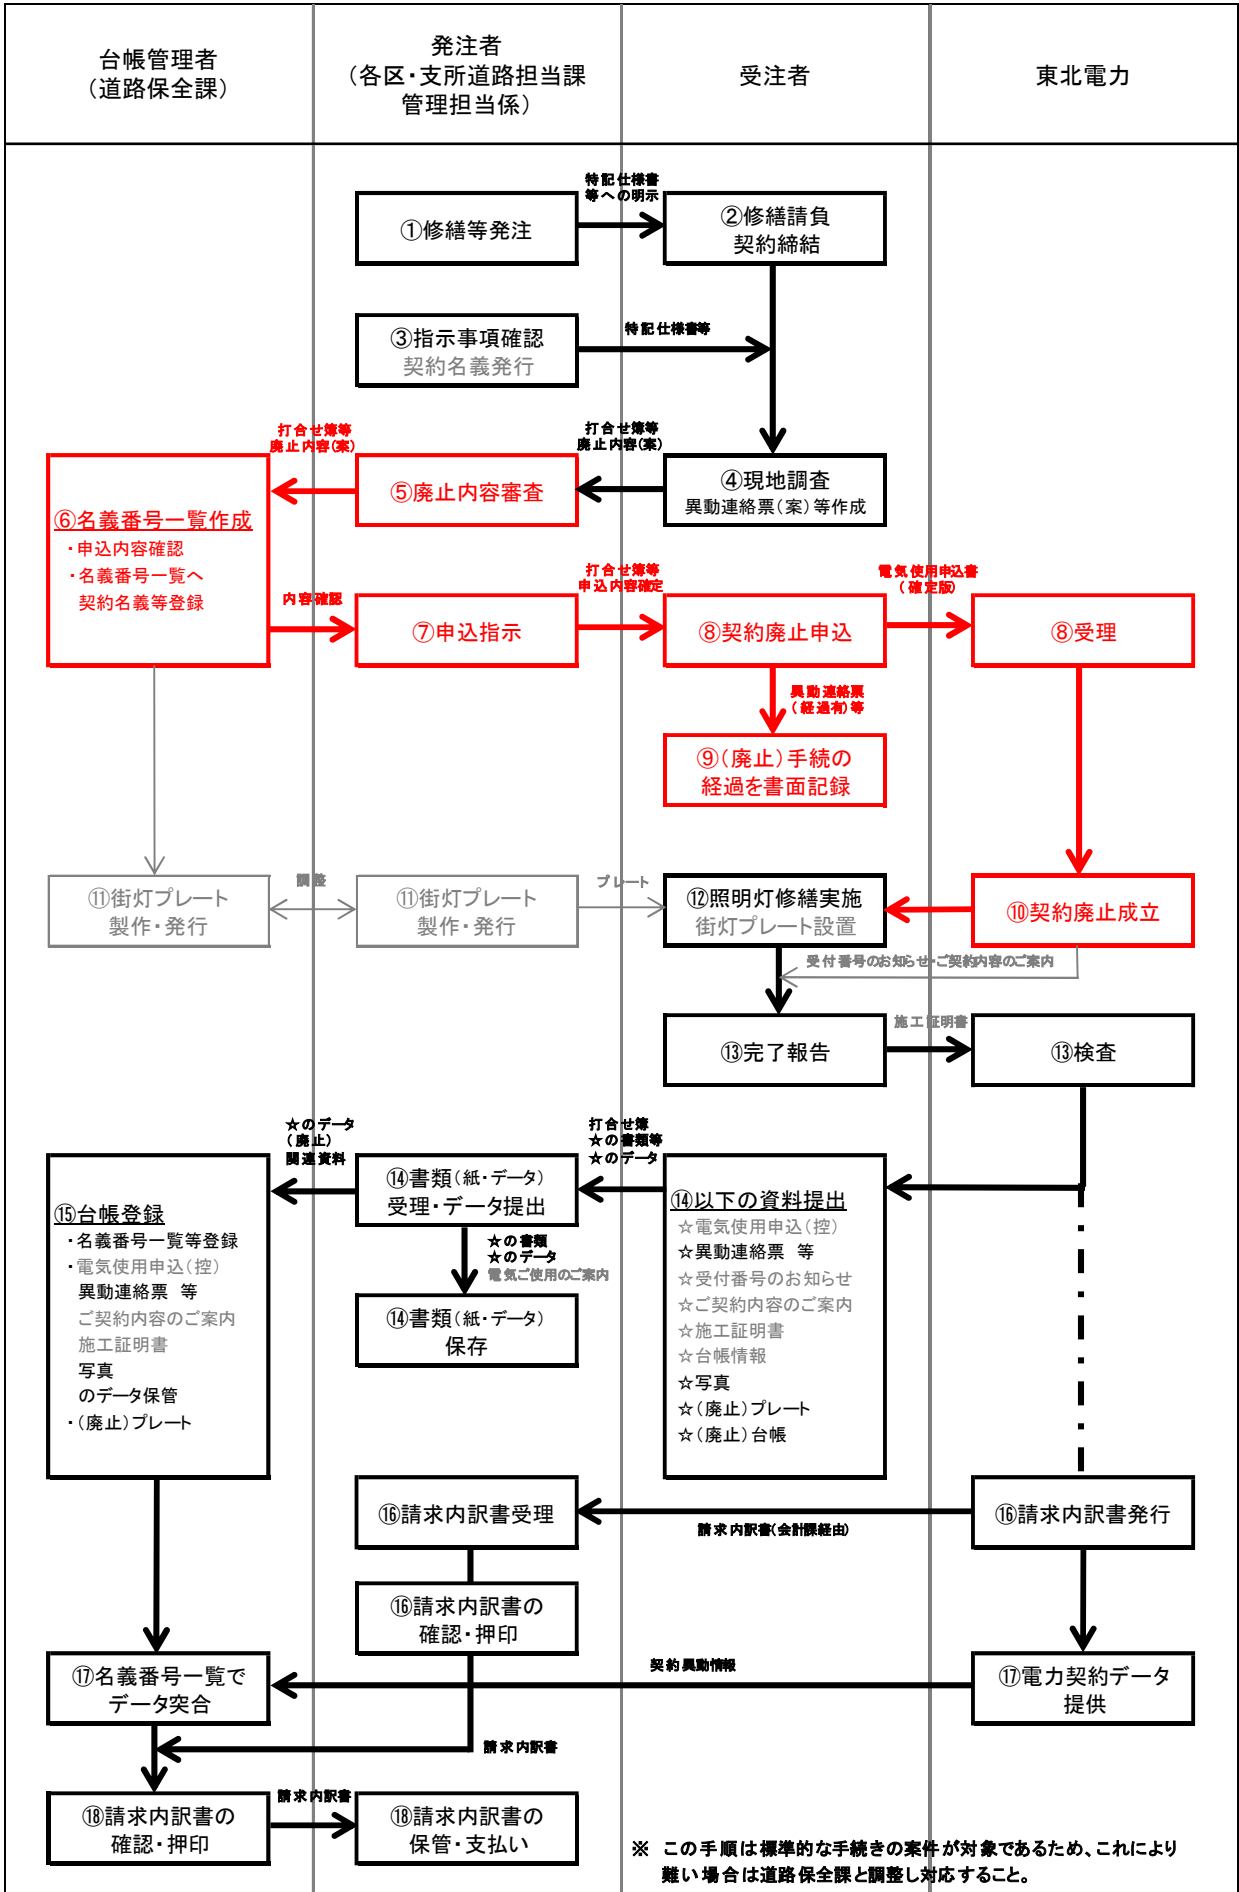 台帳管理者
(道路保全課)
発注者
(各区・支所道路担当課
管理担当係)
受注者
東北電力
特記仕様書
等への明示
①修繕等発注
②修繕請負
契約締結
③指示事項確認
契約名義発行
特記仕様書等
打合せ簿等
廃止内容(案)
打合せ簿等
廃止内容(案)
④現地調査
異動連絡票(案)等作成
⑤廃止内容審査
⑥名義番号一覧作成
・申込内容確認
・名義番号一覧へ
契約名義等登録
内容確認
⑦申込指示
打合せ簿等
申込内容確定
⑧契約廃止申込
電気使用申込書
(確定版)
⑧受理
異動連絡票
(経過有)等
⑨(廃止)手続の
経過を書面記録
⑪街灯プレート
製作・発行
調整
⑪街灯プレート
製作・発行
プレート
⑫照明灯修繕実施
街灯プレート設置
⑩契約廃止成立
受付番号のお知らせ・ご契約内容のご案内
⑬完了報告
施工証明書
⑬検査
☆のデータ
(廃止)
関連資料
打合せ簿
☆の書類等
☆のデータ
⑭書類(紙・データ)
受理・データ提出
☆の書類
☆のデータ
電気ご使用のご案内
⑭書類(紙・データ)
保存
⑭以下の資料提出
☆電気使用申込(控)
☆異動連絡票 等
☆受付番号のお知らせ
☆ご契約内容のご案内
☆施工証明書
☆台帳情報
☆写真
☆(廃止)プレート
☆(廃止)台帳
⑮台帳登録
・名義番号一覧等登録
・電気使用申込(控)
異動連絡票 等
ご契約内容のご案内
施工証明書
写真
のデータ保管
・(廃止)プレート
⑯請求内訳書受理
請求内訳書(会計課経由)
⑯請求内訳書発行
⑯請求内訳書の
確認・押印
⑰名義番号一覧で
データ突合
契約異動情報
⑰電力契約データ
提供
請求内訳書
⑱請求内訳書の
確認・押印
請求内訳書
⑱請求内訳書の
保管・支払い
※ この手順は標準的な手続きの案件が対象であるため、これにより
難い場合は道路保全課と調整し対応すること。